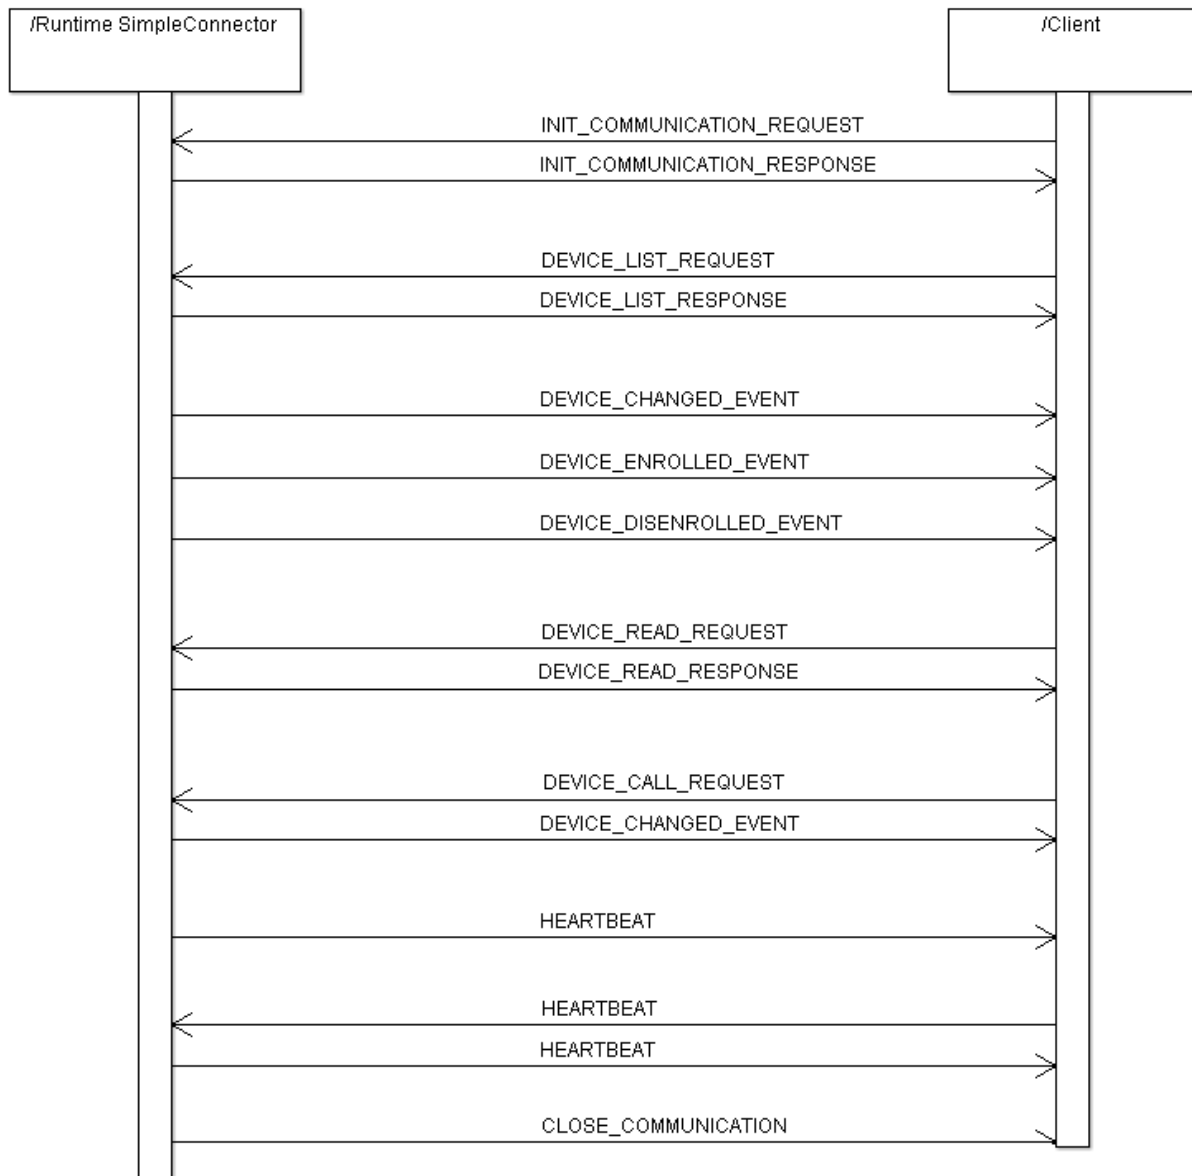 /Runtime SimpleConnector
/Client
INIT_COMMUNICATION_REQUEST
INIT_COMMUNICATION_RESPONSE
DEVICE_LIST_REQUEST
DEVICE_LIST_RESPONSE
DEVICE_CHANGED_EVENT
DEVICE_ENROLLED_EVENT
DEVICE_DISENROLLED_EVENT
DEVICE_READ_REQUEST
DEVICE_READ_RESPONSE
DEVICE_CALL_REQUEST
DEVICE_CHANGED_EVENT
HEARTBEAT
HEARTBEAT
HEARTBEAT
CLOSE_COMMUNICATION